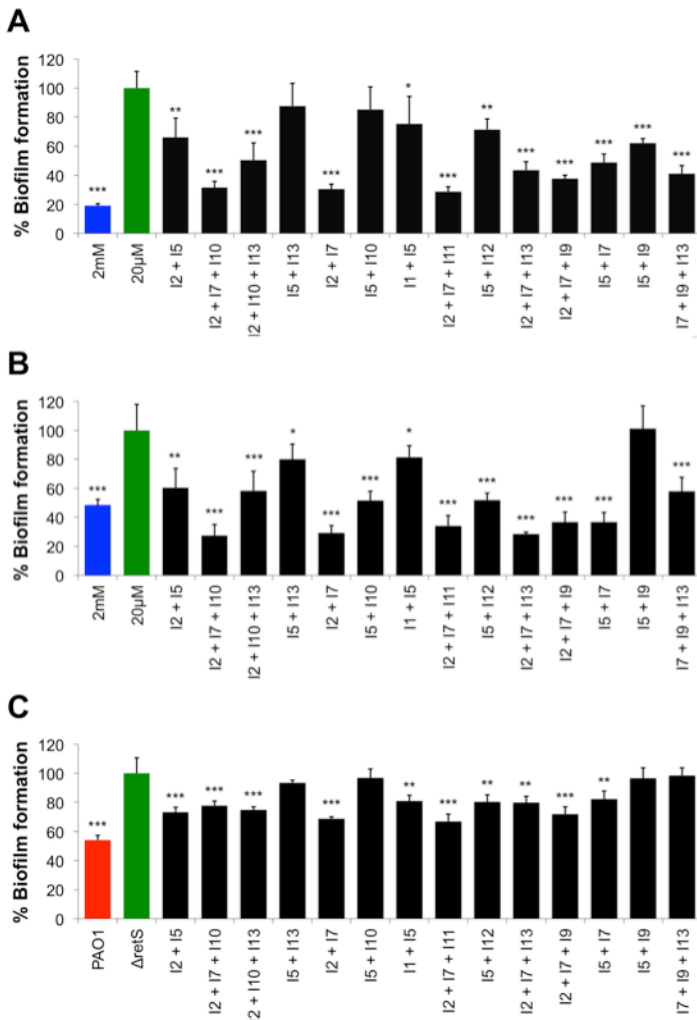 A
% Biofilm formation
120
100
80
60
40
20
0
***
**
***
***
***
*
***
**
***
***
***
***
***
2mM
20μM
I2 + I5
I2 + I7 + I10
I2 + I10 + I13
I5 + I13
I2 + I7
I5 + I10
I1 + I5
I2 + I7 + I11
I5 + I12
I2 + I7 + I13
I2 + I7 + I9
I5 + I7
I5 + I9
I7 + I9 + I13
B
% Biofilm formation
120
100
80
60
40
20
0
***
**
***
***
*
***
***
*
***
***
***
***
***
***
2mM
20μM
I2 + I5
I2 + I7 + I10
I2 + I10 + I13
I5 + I13
I2 + I7
I5 + I10
I1 + I5
I2 + I7 + I11
I5 + I12
I2 + I7 + I13
I2 + I7 + I9
I5 + I7
I5 + I9
I7 + I9 + I13
C
% Biofilm formation
120
100
80
60
40
20
0
***
***
***
***
***
**
***
**
**
***
**
PAO1
ΔretS
I2 + I5
I2 + I7 + I10
2 + I10 + I13
I5 + I13
I2 + I7
I5 + I10
I1 + I5
I2 + I7 + I11
I5 + I12
I2 + I7 + I13
I2 + I7 + I9
I5 + I7
I5 + I9
I7 + I9 + I13